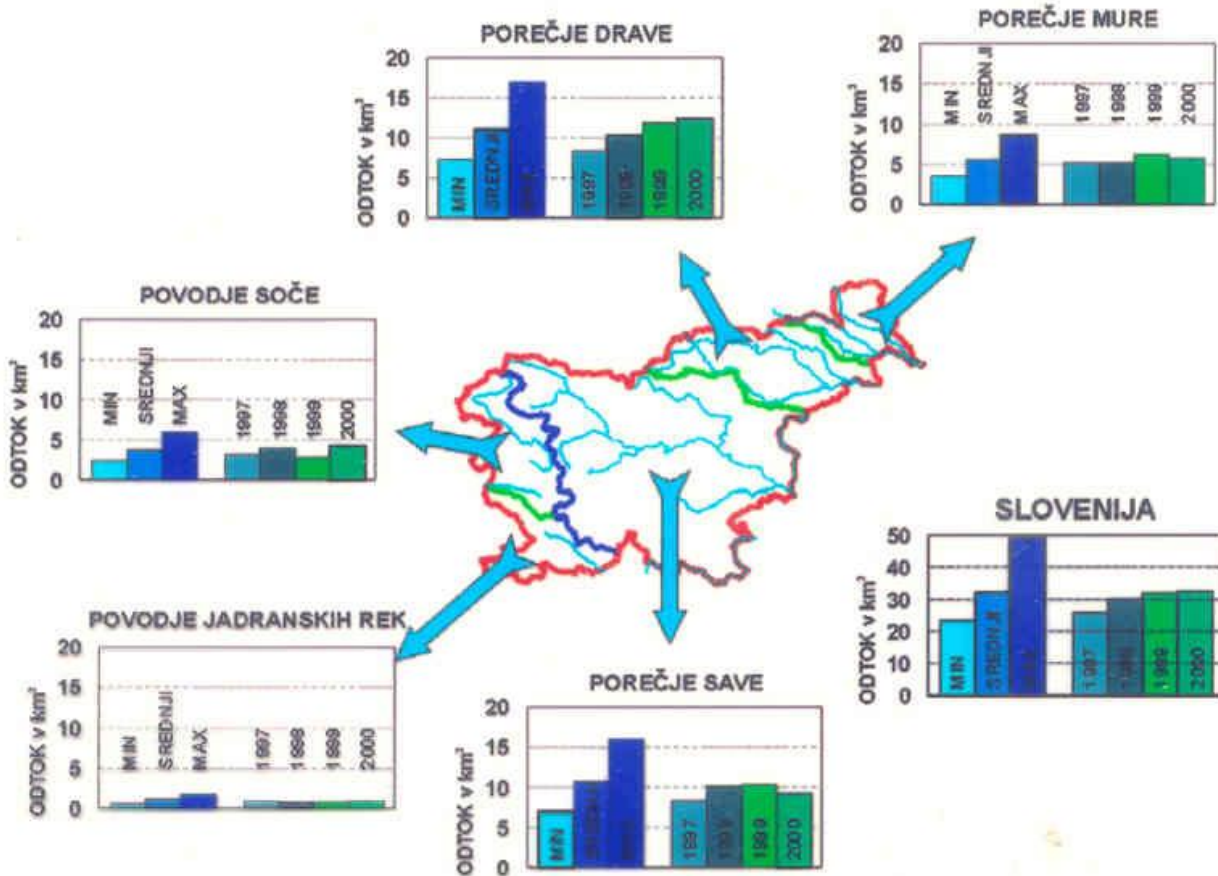 POREČJE DRAVE
ODTOK v km³
20
15
10
5
0
MIN
SREDNJI
1997
1999
2000
POREČJE MURE
ODTOK v km³
20
15
10
5
0
MIN
SREDNJI
MAX
1997
1998
1999
2000
POVODJE SOČE
ODTOK v km³
20
15
10
5
0
MIN
SREDNJI
MAX
1997
1998
1999
2000
SLOVENIJA
ODTOK v km³
50
40
30
20
10
0
MIN
SREDNJI
1997
1999
2000
POVODJE JADRANSKIH REK
ODTOK v km³
20
15
10
5
0
MIN
SREDNJI
MAX
1997
1998
1999
2000
POREČJE SAVE
ODTOK v km³
20
15
10
5
0
MIN
1997
1999
2000